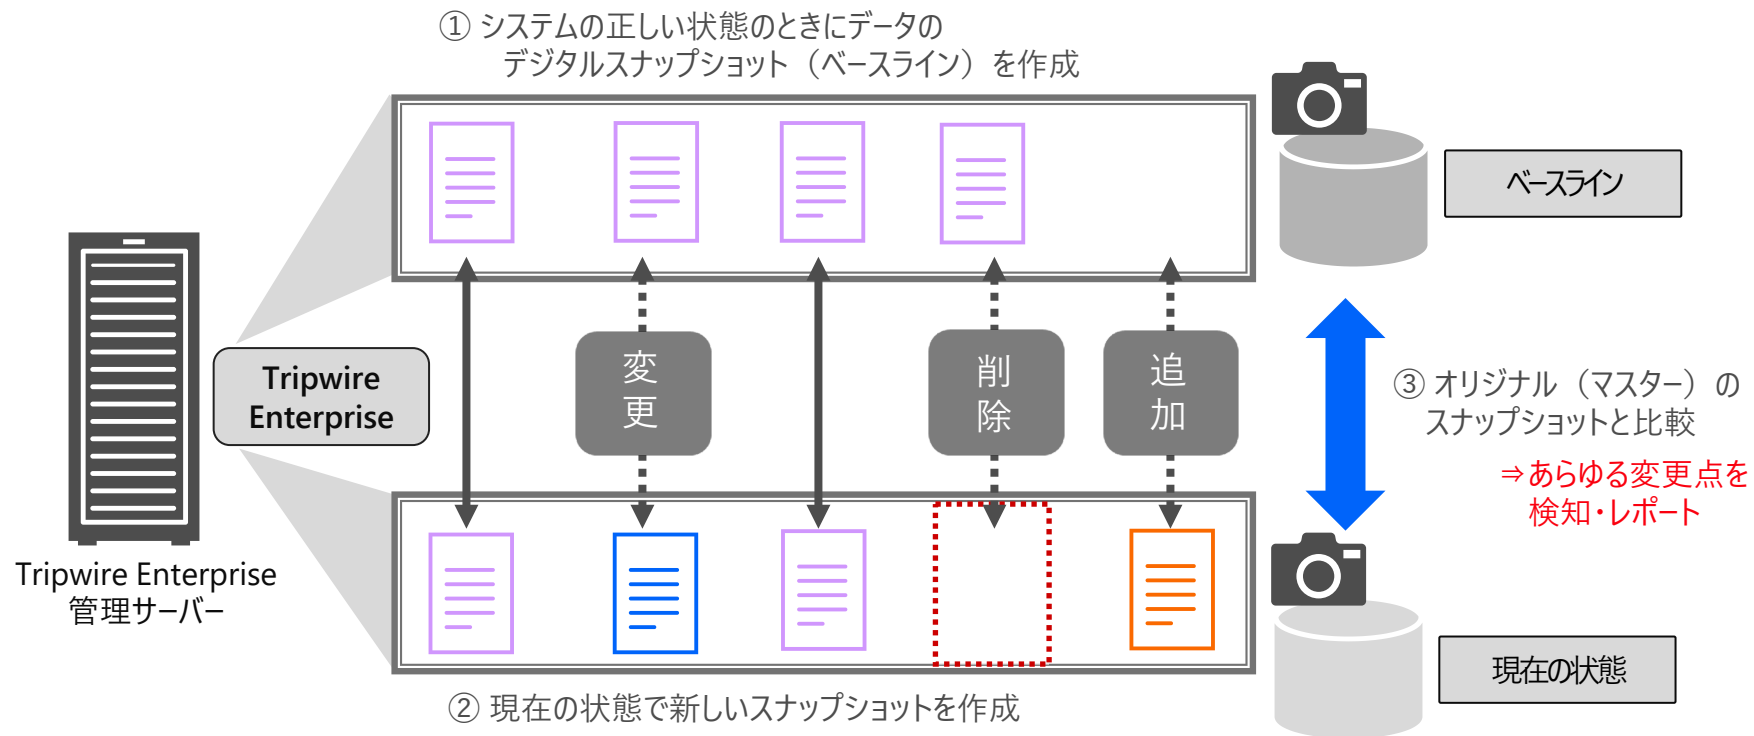 ① システムの正しい状態のときにデータの
デジタルスナップショット（ベースライン）を作成
ベースライン
Tripwire
Enterprise
変
更
削
除
追
加
③ オリジナル（マスター）の
スナップショットと比較
⇒あらゆる変更点を
検知・レポート
Tripwire Enterprise
管理サーバー
現在の状態
② 現在の状態で新しいスナップショットを作成